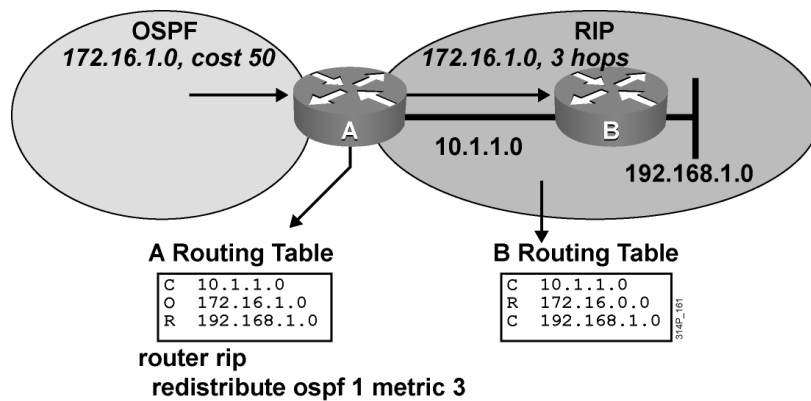 OSPF
172.16.1.0, cost 50
RIP
172.16.1.0, 3 hops
A
B
10.1.1.0
192.168.1.0
A Routing Table
C 10.1.1.0
O 172.16.1.0
R 192.168.1.0
B Routing Table
C 10.1.1.0
R 172.16.0.0
C 192.168.1.0
314P_161
router rip
redistribute ospf 1 metric 3